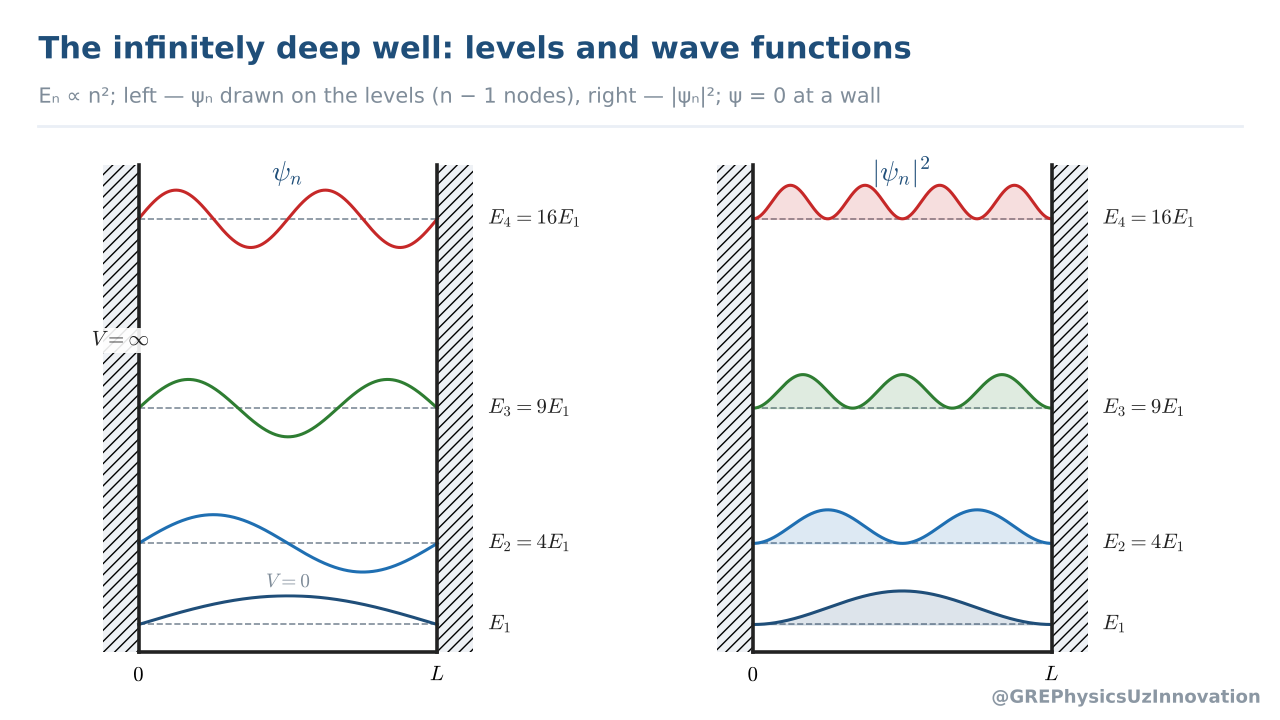 The infinitely deep well: levels and wave functions
Eₙ ∝ n²; left — ψₙ drawn on the levels (n − 1 nodes), right — |ψₙ|²; ψ = 0 at a wall
ψₙ
|ψₙ|²
E₄ = 16E₁
E₄ = 16E₁
V = ∞
E₃ = 9E₁
E₃ = 9E₁
E₂ = 4E₁
E₂ = 4E₁
V = 0
E₁
E₁
0
L
0
L
@GREPhysicsUzInnovation